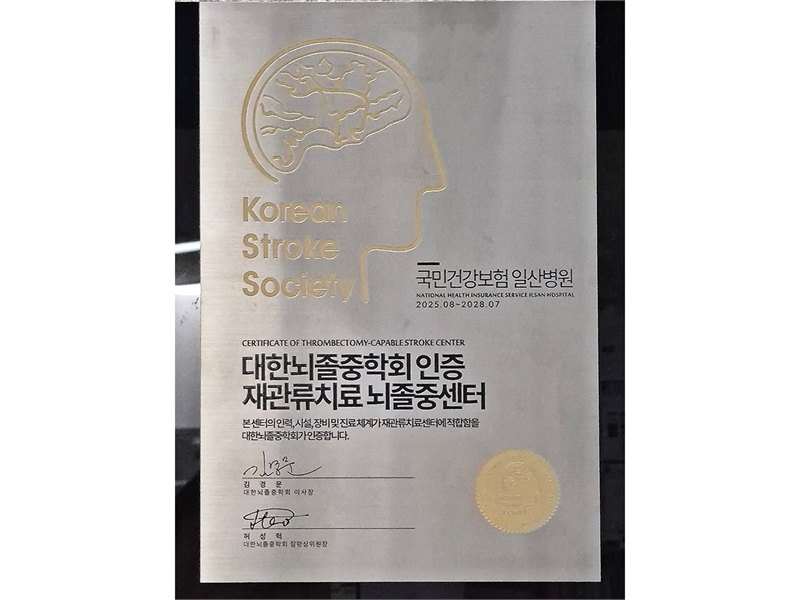 Korean
Stroke
Society
국민건강보험 일산병원
NATIONAL HEALTH INSURANCE SERVICE ILSAN HOSPITAL
2025.08~2028.07
CERTIFICATE OF THROMBECTOMY-CAPABLE STROKE CENTER
대한뇌졸중학회 인증
재관류치료 뇌졸중센터
본 센터의 인력, 시설, 장비 및 진료 체계가 재관류치료센터에 적합함을
대한뇌졸중학회가 인증합니다.
김경문
김 경 문
대한뇌졸중학회 이사장
허 성 혁
대한뇌졸중학회 질향상위원장